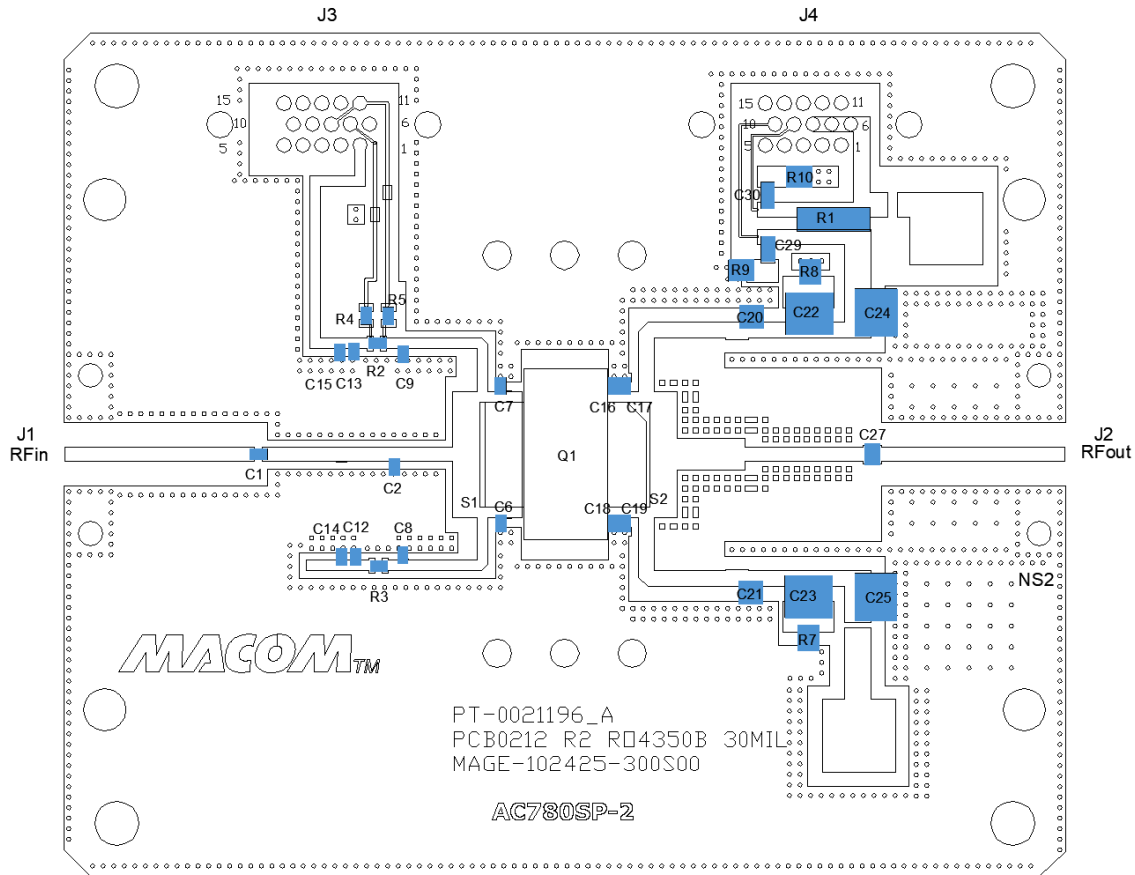 J3
J4
15
11
10
6
5
1
15
11
10
6
5
1
R10
C30
R1
C29
R9
R8
R5
R4
C20
C22
C24
R2
C15
C13
C9
C7
C16
C17
J1
RFin
C1
C2
Q1
C27
J2
RFout
S1
S2
C6
C18
C19
C14
C12
C8
R3
NS2
C21
C23
C25
R7
MACOM™
PT-0021196_A
PCB0212 R2 R□4350B 30MIL
MAGE-102425-300S00
AC780SP-2